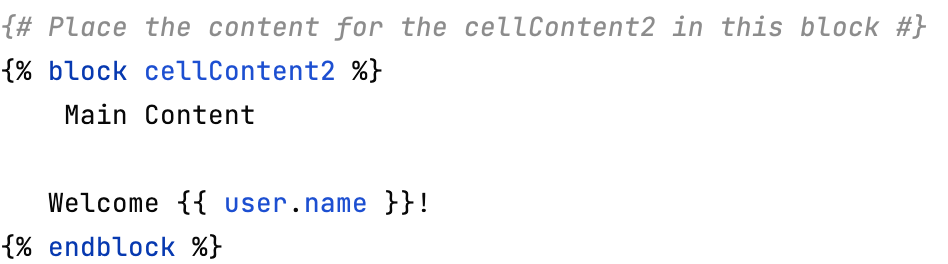 {# Place the content for the cellContent2 in this block #}
{% block cellContent2 %}
    Main Content

   Welcome {{ user.name }}!
{% endblock %}